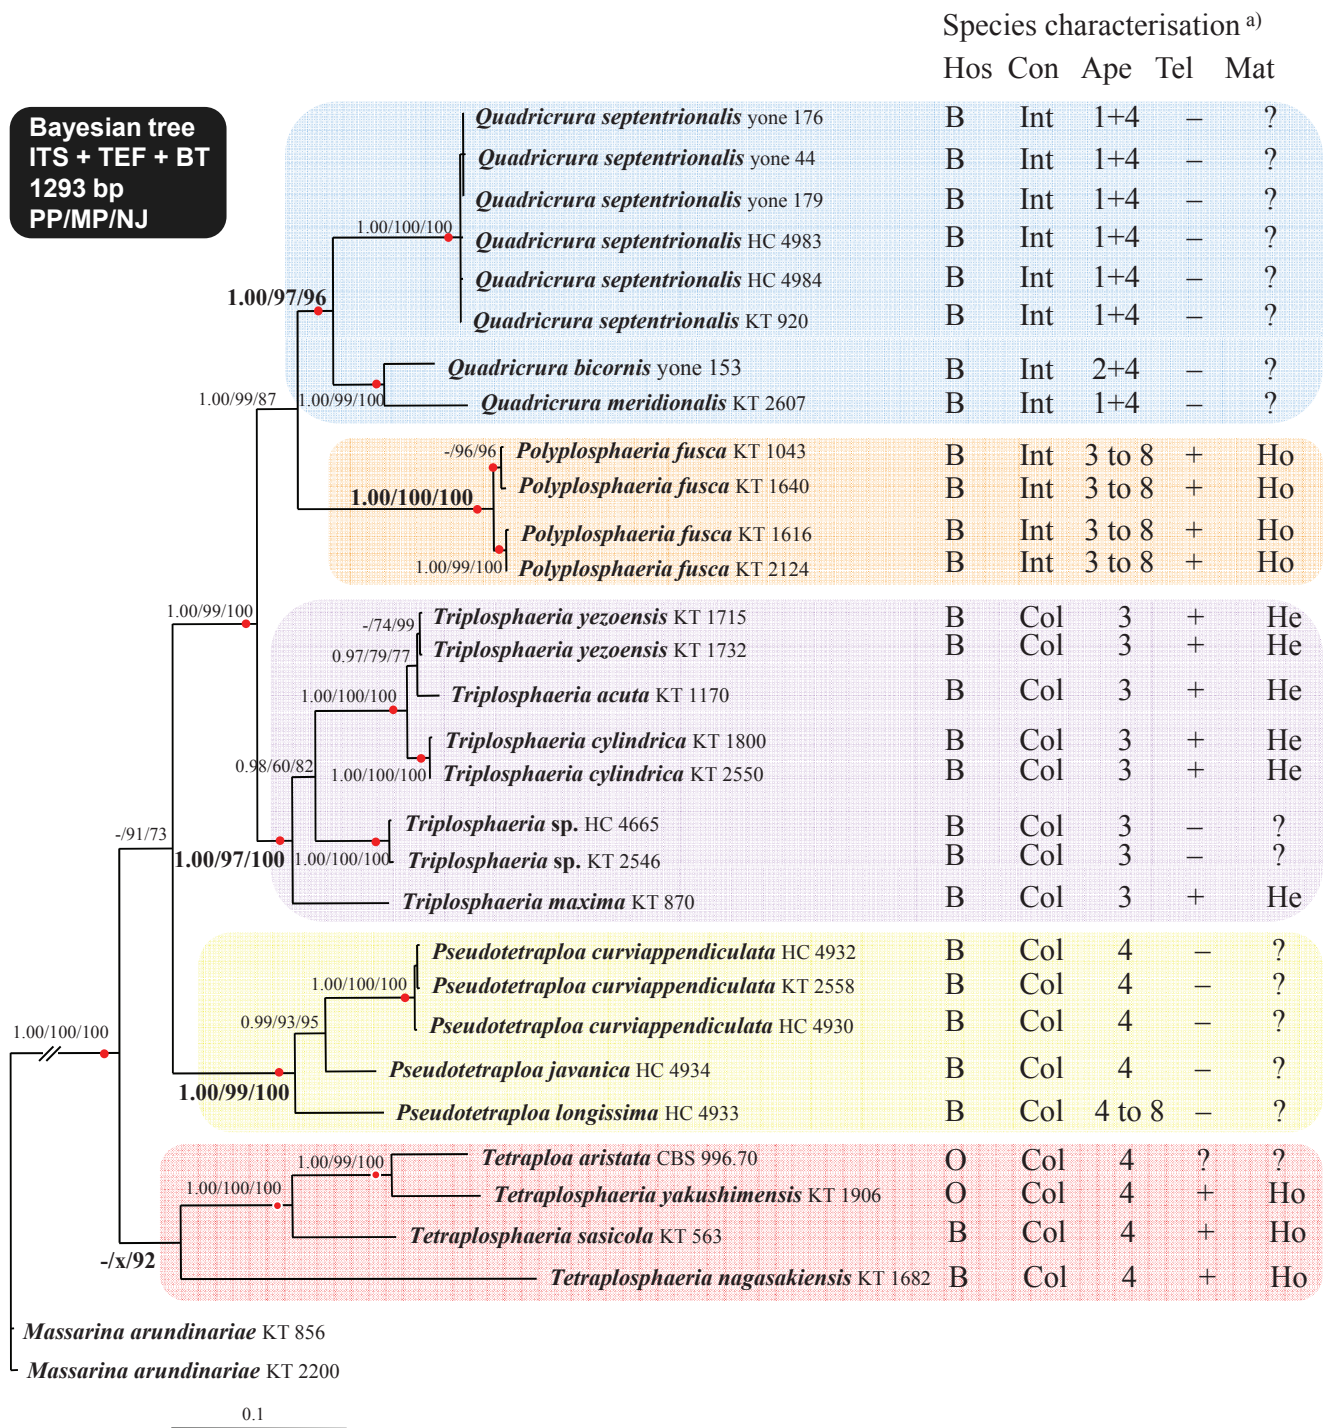 Species characterisation a)
Hos Con Ape Tel Mat
Bayesian tree
ITS + TEF + BT
1293 bp
PP/MP/NJ
Quadricrura septentrionalis yone 176 B Int 1+4 – ?
Quadricrura septentrionalis yone 44 B Int 1+4 – ?
Quadricrura septentrionalis yone 179 B Int 1+4 – ?
1.00/100/100
Quadricrura septentrionalis HC 4983 B Int 1+4 – ?
Quadricrura septentrionalis HC 4984 B Int 1+4 – ?
1.00/97/96
Quadricrura septentrionalis KT 920 B Int 1+4 – ?
Quadricrura bicornis yone 153 B Int 2+4 – ?
1.00/99/87
1.00/99/100
Quadricrura meridionalis KT 2607 B Int 1+4 – ?
-/96/96
Polyplosphaeria fusca KT 1043 B Int 3 to 8 + Ho
Polyplosphaeria fusca KT 1640 B Int 3 to 8 + Ho
1.00/100/100
Polyplosphaeria fusca KT 1616 B Int 3 to 8 + Ho
1.00/99/100
Polyplosphaeria fusca KT 2124 B Int 3 to 8 + Ho
1.00/99/100
-/74/99
Triplosphaeria yezoensis KT 1715 B Col 3 + He
Triplosphaeria yezoensis KT 1732 B Col 3 + He
0.97/79/77
1.00/100/100
Triplosphaeria acuta KT 1170 B Col 3 + He
Triplosphaeria cylindrica KT 1800 B Col 3 + He
0.98/60/82
1.00/100/100
Triplosphaeria cylindrica KT 2550 B Col 3 + He
Triplosphaeria sp. HC 4665 B Col 3 – ?
-/91/73
1.00/97/100
1.00/100/100
Triplosphaeria sp. KT 2546 B Col 3 – ?
Triplosphaeria maxima KT 870 B Col 3 + He
Pseudotetraploa curviappendiculata HC 4932 B Col 4 – ?
1.00/100/100
Pseudotetraploa curviappendiculata KT 2558 B Col 4 – ?
0.99/93/95
Pseudotetraploa curviappendiculata HC 4930 B Col 4 – ?
1.00/100/100
Pseudotetraploa javanica HC 4934 B Col 4 – ?
1.00/99/100
Pseudotetraploa longissima HC 4933 B Col 4 to 8 – ?
1.00/99/100
Tetraploa aristata CBS 996.70 O Col 4 ? ?
1.00/100/100
Tetraplosphaeria yakushimensis KT 1906 O Col 4 + Ho
Tetraplosphaeria sasicola KT 563 B Col 4 + Ho
-/x/92
Tetraplosphaeria nagasakiensis KT 1682 B Col 4 + Ho
Massarina arundinariae KT 856
Massarina arundinariae KT 2200
0.1